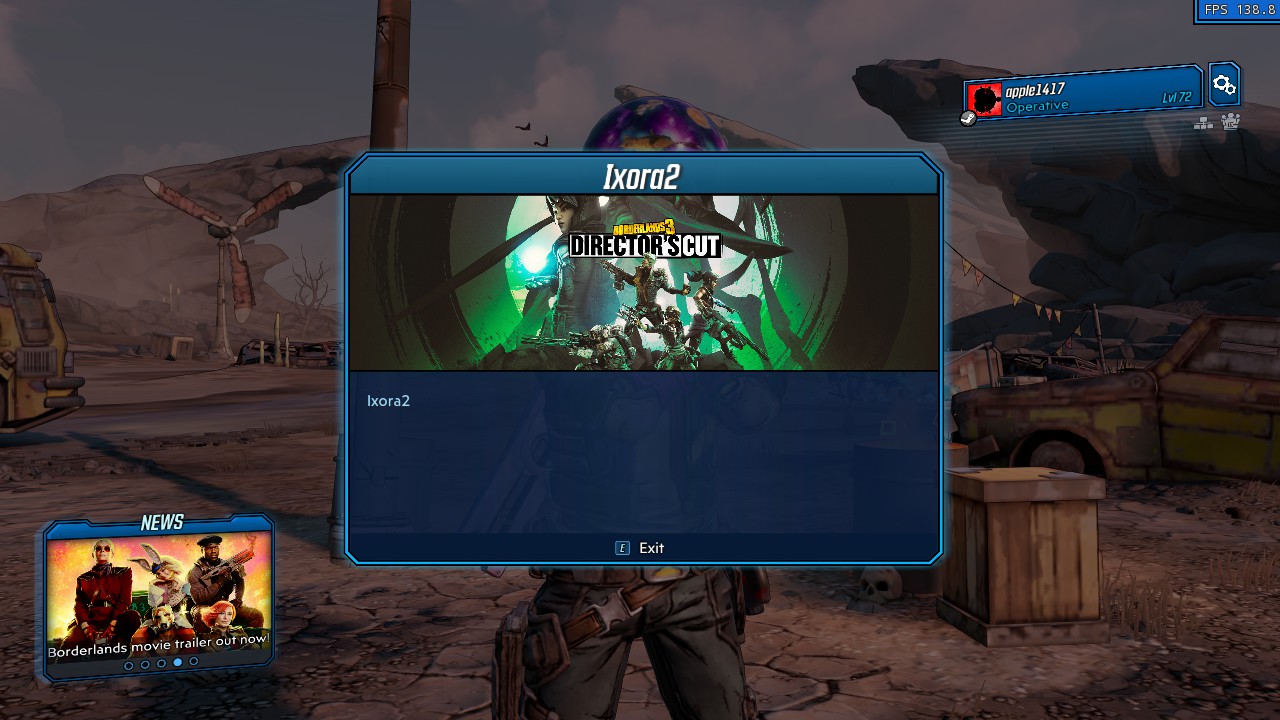 FPS 138.8
apple1417
Operative
Lvl 72
Ixora2
BORDERLANDS 3
DIRECTOR'S CUT
Ixora2
E Exit
NEWS
Borderlands movie trailer out now!